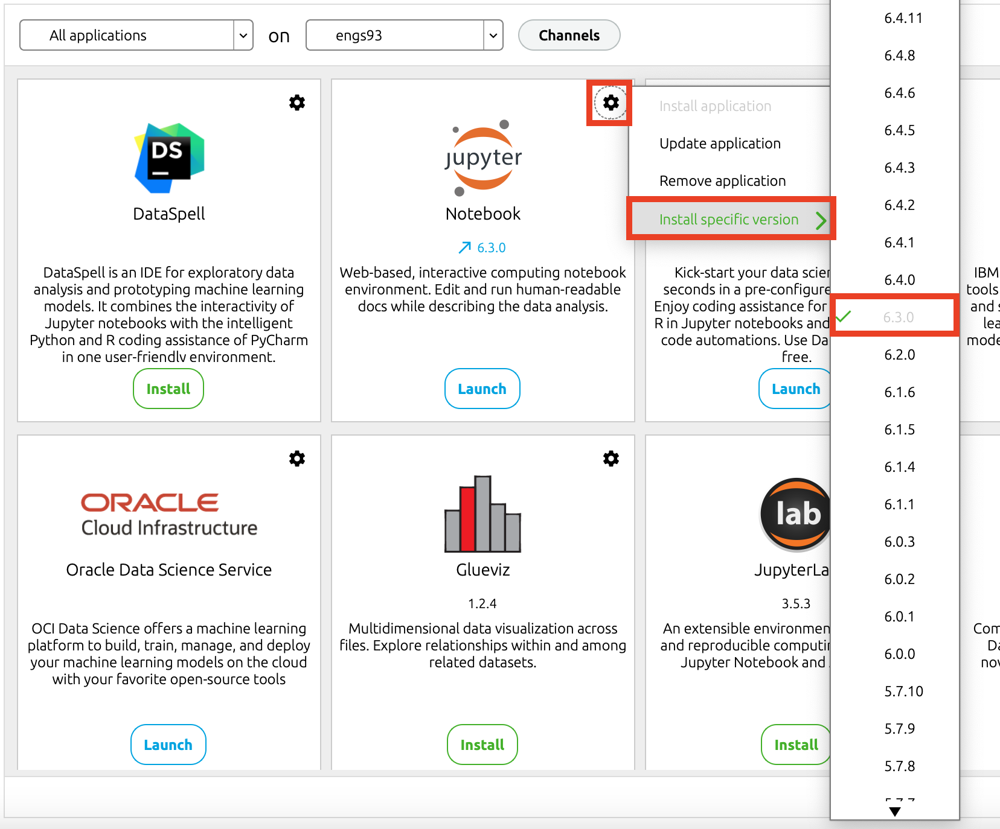 All applications
on
engs93
Channels
DS
DataSpell
DataSpell is an IDE for exploratory data
analysis and prototyping machine learning
models. It combines the interactivity of
Jupyter notebooks with the intelligent
Python and R coding assistance of PyCharm
in one user-friendly environment.
Install
jupyter
Notebook
6.3.0
Web-based, interactive computing notebook
environment. Edit and run human-readable
docs while describing the data analysis.
Launch
Install application
Update application
Remove application
Install specific version
Kick-start your data scien
seconds in a pre-configure
Enjoy coding assistance for
R in Jupyter notebooks and
code automations. Use Da
free.
Launch
6.4.11
6.4.8
6.4.6
6.4.5
6.4.3
6.4.2
6.4.1
6.4.0
6.3.0
6.2.0
6.1.6
6.1.5
6.1.4
6.1.1
6.0.3
6.0.2
6.0.1
6.0.0
5.7.10
5.7.9
5.7.8
IBM
tools
and s
lea
mode
ORACLE
Cloud Infrastructure
Oracle Data Science Service
OCI Data Science offers a machine learning
platform to build, train, manage, and deploy
your machine learning models on the cloud
with your favorite open-source tools
Launch
Glueviz
1.2.4
Multidimensional data visualization across
files. Explore relationships within and among
related datasets.
Install
lab
JupyterLa
3.5.3
An extensible environmen
and reproducible computin
Jupyter Notebook and
Install
Com
Da
nov